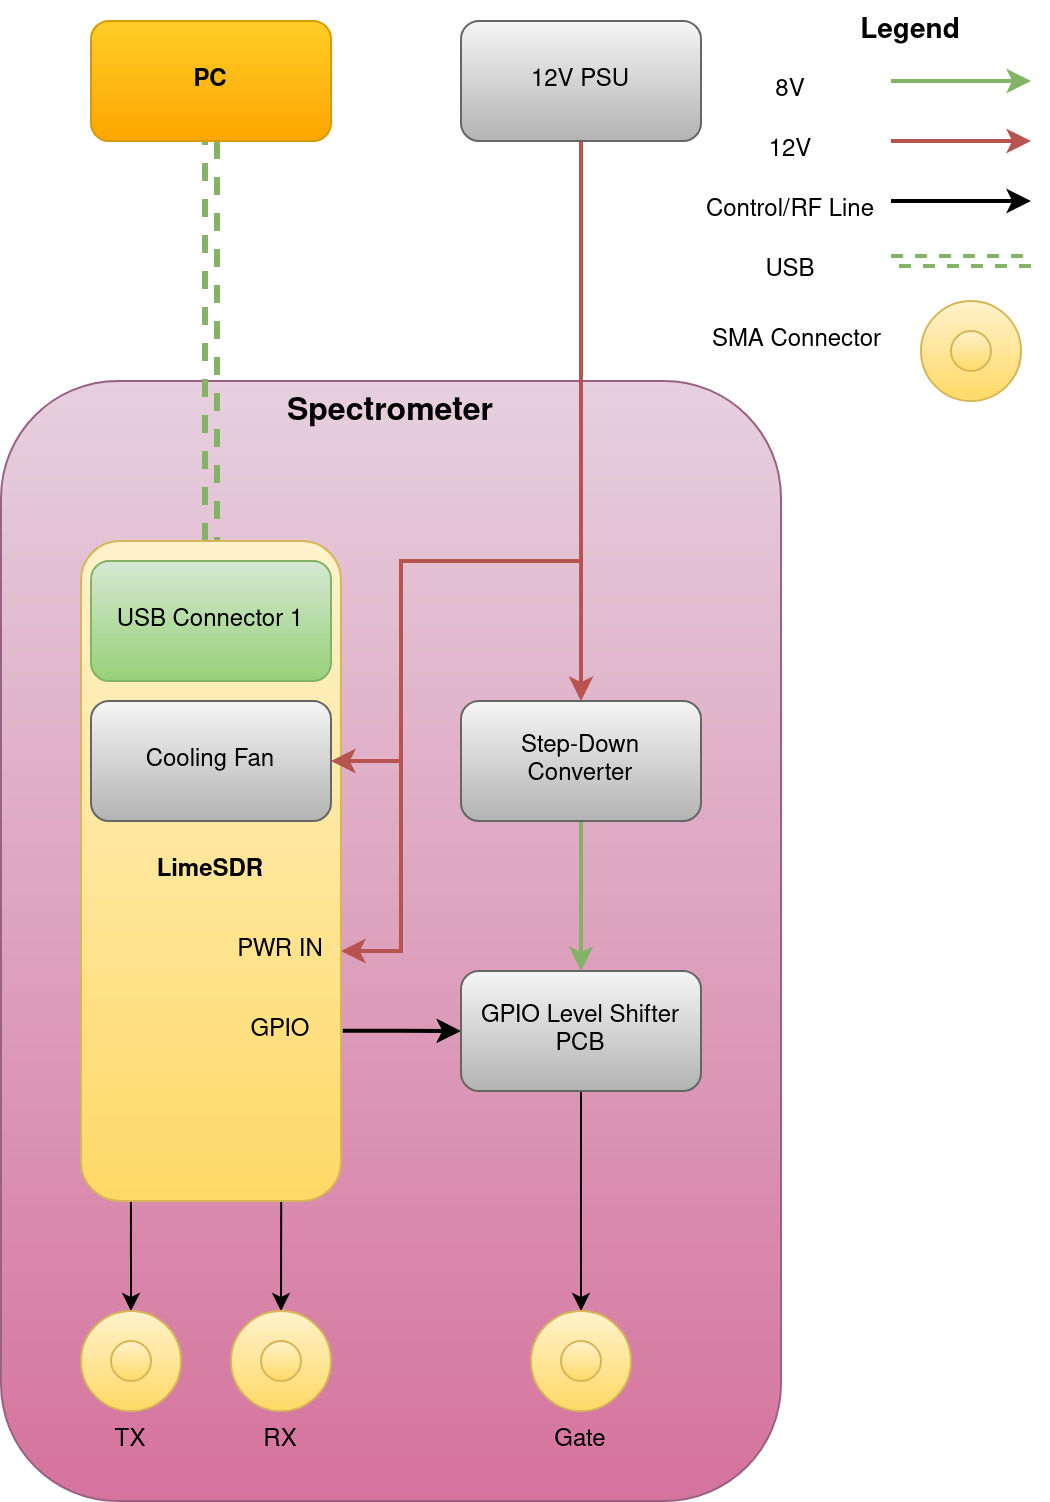 PC
12V PSU
Legend
8V
12V
Control/RF Line
USB
SMA Connector
Spectrometer
USB Connector 1
Cooling Fan
Step-Down
Converter
LimeSDR
PWR IN
GPIO
GPIO Level Shifter
PCB
TX
RX
Gate